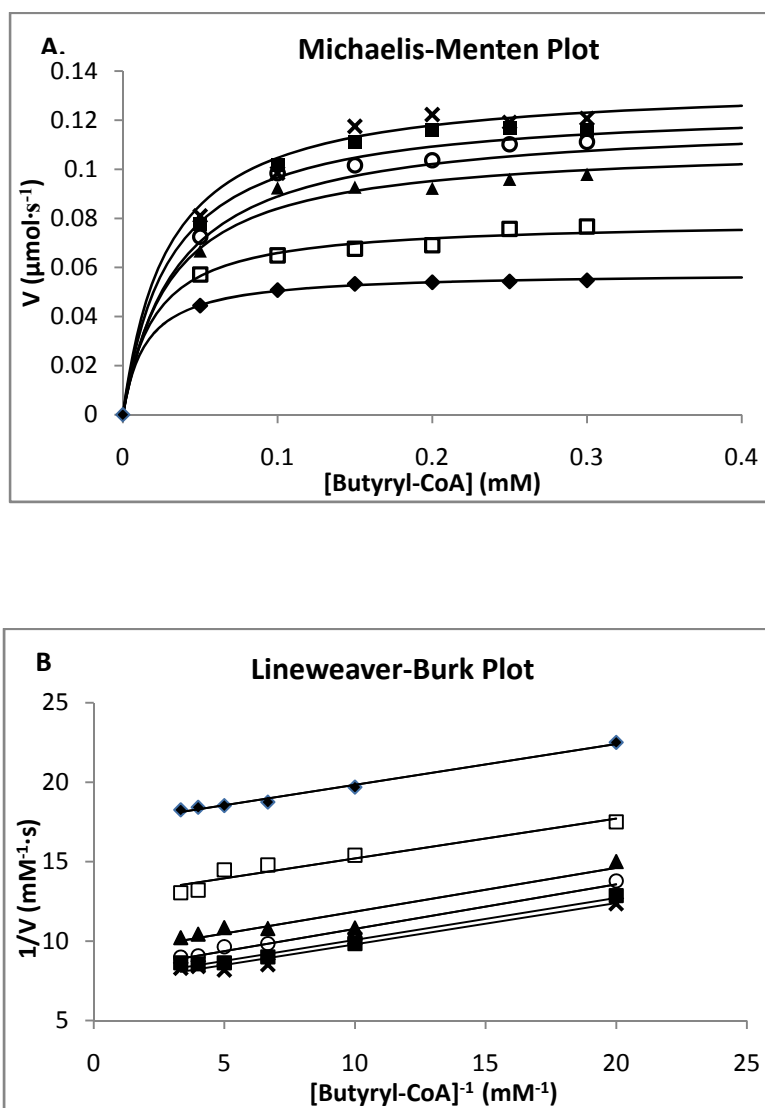 A.
Michaelis-Menten Plot
V (µmol·s⁻¹)
0.14
0.12
0.1
0.08
0.06
0.04
0.02
0
0 0.1 0.2 0.3 0.4
[Butyryl-CoA] (mM)
B
Lineweaver-Burk Plot
1/V (mM⁻¹·s)
25
20
15
10
5
0 5 10 15 20 25
[Butyryl-CoA]⁻¹ (mM⁻¹)